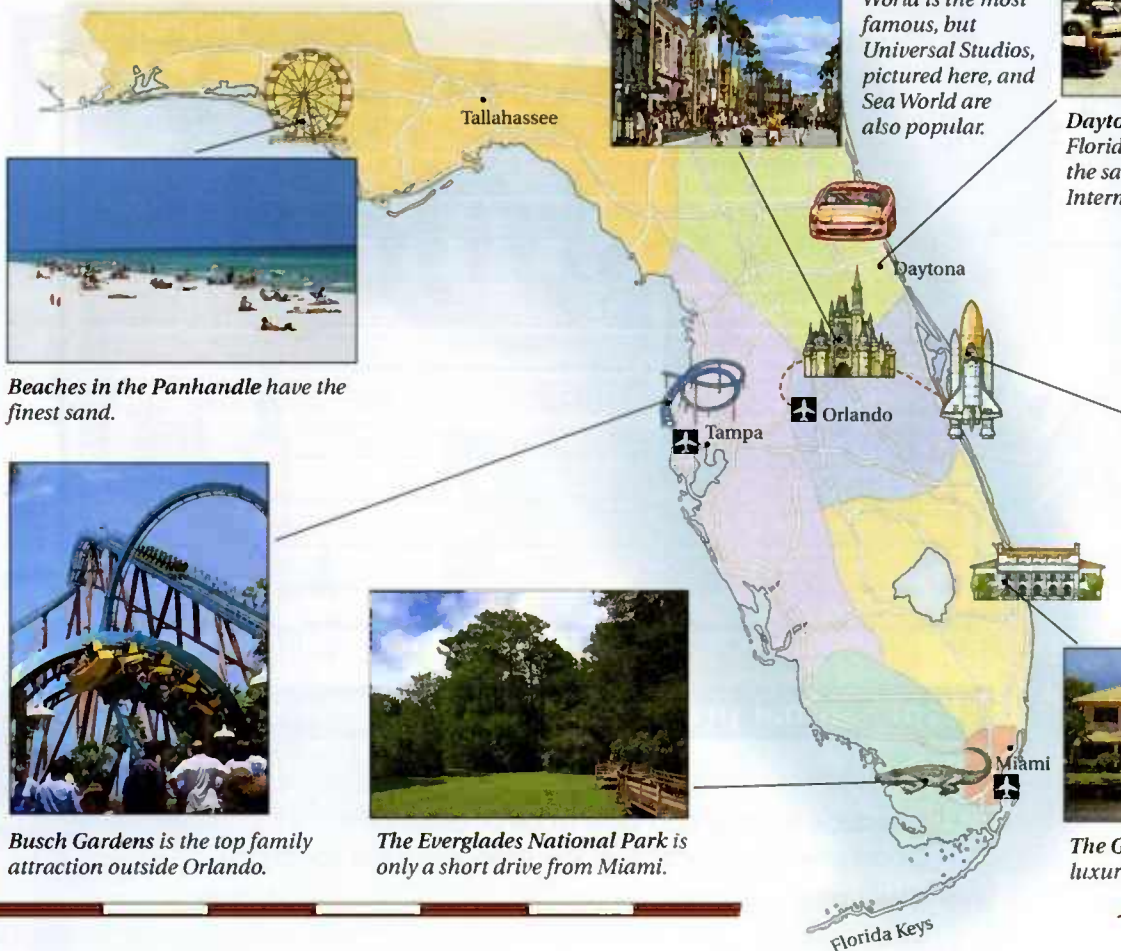 World is the most
famous, but
Universal Studios,
pictured here, and
Sea World are
also popular.
Tallahassee
Florid
the sa
Intern
Daytona
Beaches in the Panhandle have the
finest sand.
Orlando
Tampa
Miami
Busch Gardens is the top family
attraction outside Orlando.
The Everglades National Park is
only a short drive from Miami.
The G
luxur
Florida Keys